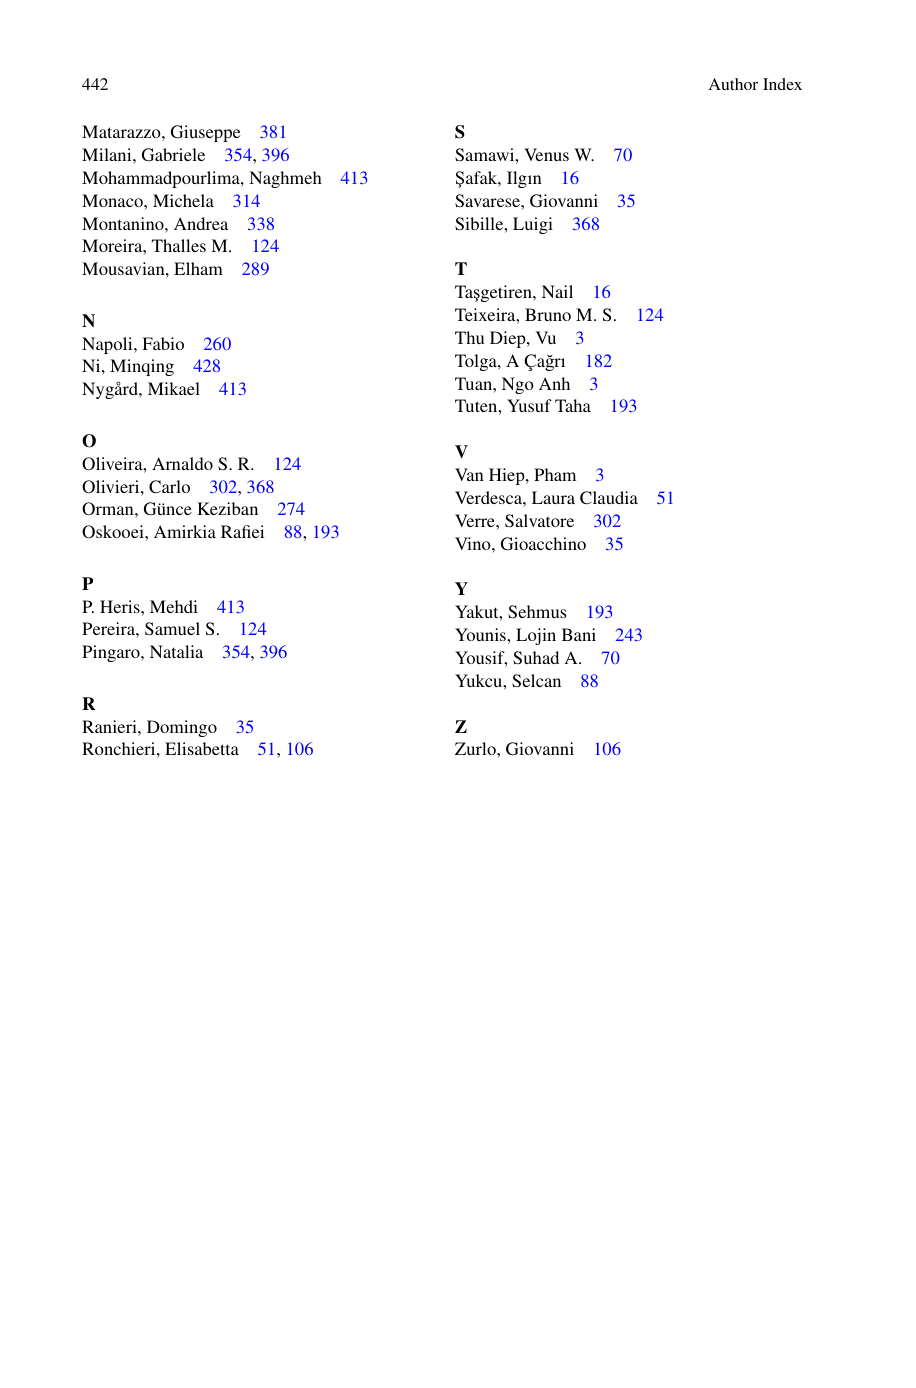 442 Author Index
Matarazzo, Giuseppe 381
Milani, Gabriele 354, 396
Mohammadpourlima, Naghmeh 413
Monaco, Michela 314
Montanino, Andrea 338
Moreira, Thalles M. 124
Mousavian, Elham 289
N
Napoli, Fabio 260
Ni, Minqing 428
Nygård, Mikael 413
O
Oliveira, Arnaldo S. R. 124
Olivieri, Carlo 302, 368
Orman, Günce Keziban 274
Oskooei, Amirkia Rafiei 88, 193
P
P. Heris, Mehdi 413
Pereira, Samuel S. 124
Pingaro, Natalia 354, 396
R
Ranieri, Domingo 35
Ronchieri, Elisabetta 51, 106
S
Samawi, Venus W. 70
Şafak, Ilgın 16
Savarese, Giovanni 35
Sibille, Luigi 368
T
Taşgetiren, Nail 16
Teixeira, Bruno M. S. 124
Thu Diep, Vu 3
Tolga, A Çağrı 182
Tuan, Ngo Anh 3
Tuten, Yusuf Taha 193
V
Van Hiep, Pham 3
Verdesca, Laura Claudia 51
Verre, Salvatore 302
Vino, Gioacchino 35
Y
Yakut, Sehmus 193
Younis, Lojin Bani 243
Yousif, Suhad A. 70
Yukcu, Selcan 88
Z
Zurlo, Giovanni 106